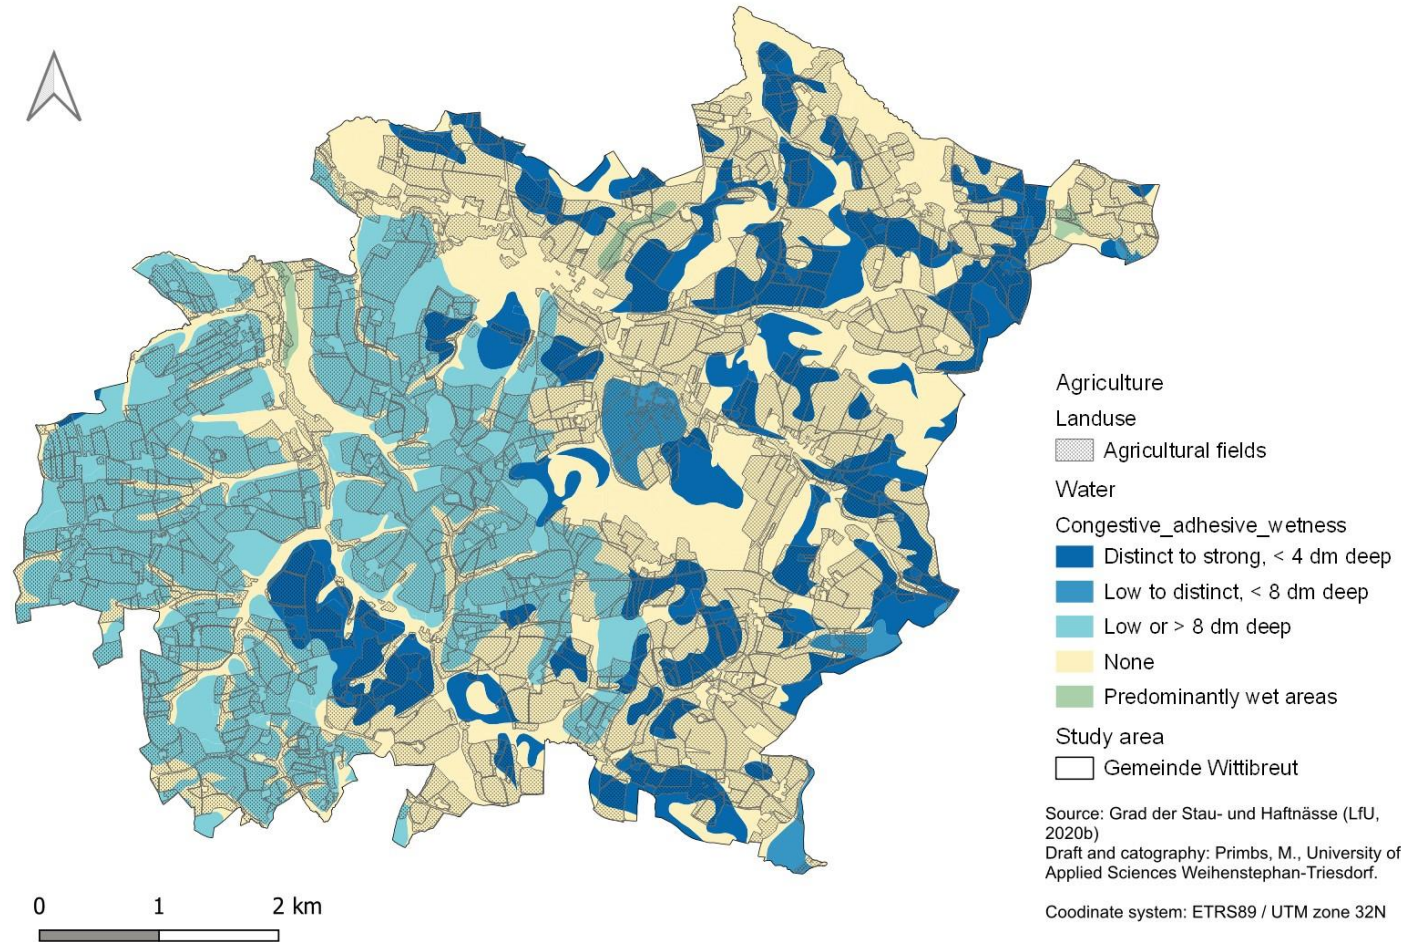 Agriculture
Landuse
Agricultural fields
Water
Congestive_adhesive_wetness
Distinct to strong, < 4 dm deep
Low to distinct, < 8 dm deep
Low or > 8 dm deep
None
Predominantly wet areas
Study area
Gemeinde Wittibreut
Source: Grad der Stau- und Haftnässe (LfU,
2020b)
Draft and catography: Primbs, M., University of
Applied Sciences Weihenstephan-Triesdorf.
Coodinate system: ETRS89 / UTM zone 32N
0 1 2 km